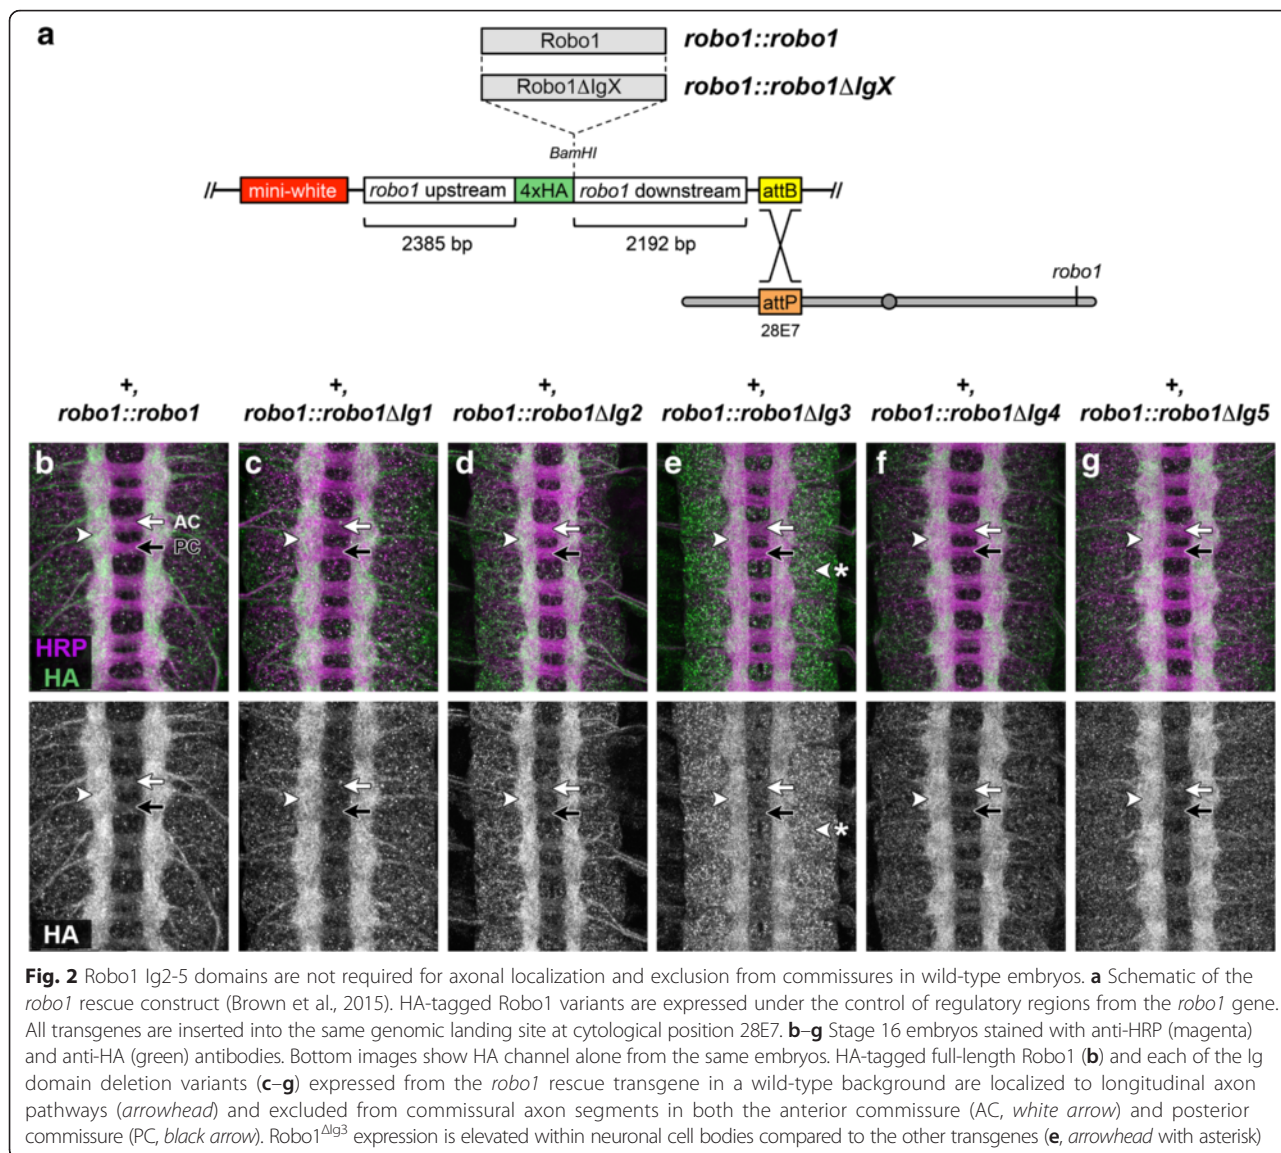 a
Robo1
robo1::robo1
Robo1ΔIgX
robo1::robo1ΔIgX
BamHI
// mini-white robo1 upstream 4xHA robo1 downstream attB //
2385 bp
2192 bp
robo1
attP
28E7
+,
robo1::robo1
+,
robo1::robo1ΔIg1
+,
robo1::robo1ΔIg2
+,
robo1::robo1ΔIg3
+,
robo1::robo1ΔIg4
+,
robo1::robo1ΔIg5
b
c
d
e
f
g
AC
PC
*
HRP
HA
*
HA
Fig. 2 Robo1 Ig2-5 domains are not required for axonal localization and exclusion from commissures in wild-type embryos. a Schematic of the
robo1 rescue construct (Brown et al., 2015). HA-tagged Robo1 variants are expressed under the control of regulatory regions from the robo1 gene.
All transgenes are inserted into the same genomic landing site at cytological position 28E7. b–g Stage 16 embryos stained with anti-HRP (magenta)
and anti-HA (green) antibodies. Bottom images show HA channel alone from the same embryos. HA-tagged full-length Robo1 (b) and each of the Ig
domain deletion variants (c–g) expressed from the robo1 rescue transgene in a wild-type background are localized to longitudinal axon
pathways (arrowhead) and excluded from commissural axon segments in both the anterior commissure (AC, white arrow) and posterior
commissure (PC, black arrow). Robo1ΔIg3 expression is elevated within neuronal cell bodies compared to the other transgenes (e, arrowhead with asterisk)